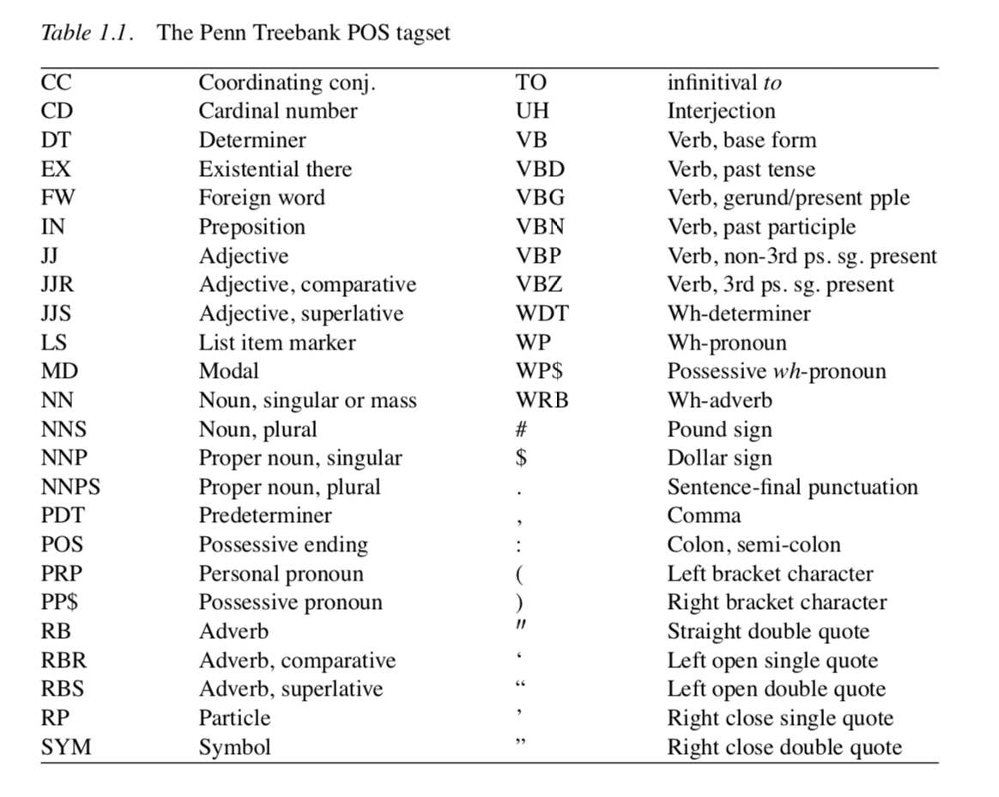 Table 1.1. The Penn Treebank POS tagset
CC Coordinating conj. TO infinitival to
CD Cardinal number UH Interjection
DT Determiner VB Verb, base form
EX Existential there VBD Verb, past tense
FW Foreign word VBG Verb, gerund/present pple
IN Preposition VBN Verb, past participle
JJ Adjective VBP Verb, non-3rd ps. sg. present
JJR Adjective, comparative VBZ Verb, 3rd ps. sg. present
JJS Adjective, superlative WDT Wh-determiner
LS List item marker WP Wh-pronoun
MD Modal WP$ Possessive wh-pronoun
NN Noun, singular or mass WRB Wh-adverb
NNS Noun, plural # Pound sign
NNP Proper noun, singular $ Dollar sign
NNPS Proper noun, plural . Sentence-final punctuation
PDT Predeterminer , Comma
POS Possessive ending : Colon, semi-colon
PRP Personal pronoun ( Left bracket character
PP$ Possessive pronoun ) Right bracket character
RB Adverb " Straight double quote
RBR Adverb, comparative ‘ Left open single quote
RBS Adverb, superlative “ Left open double quote
RP Particle ’ Right close single quote
SYM Symbol ” Right close double quote